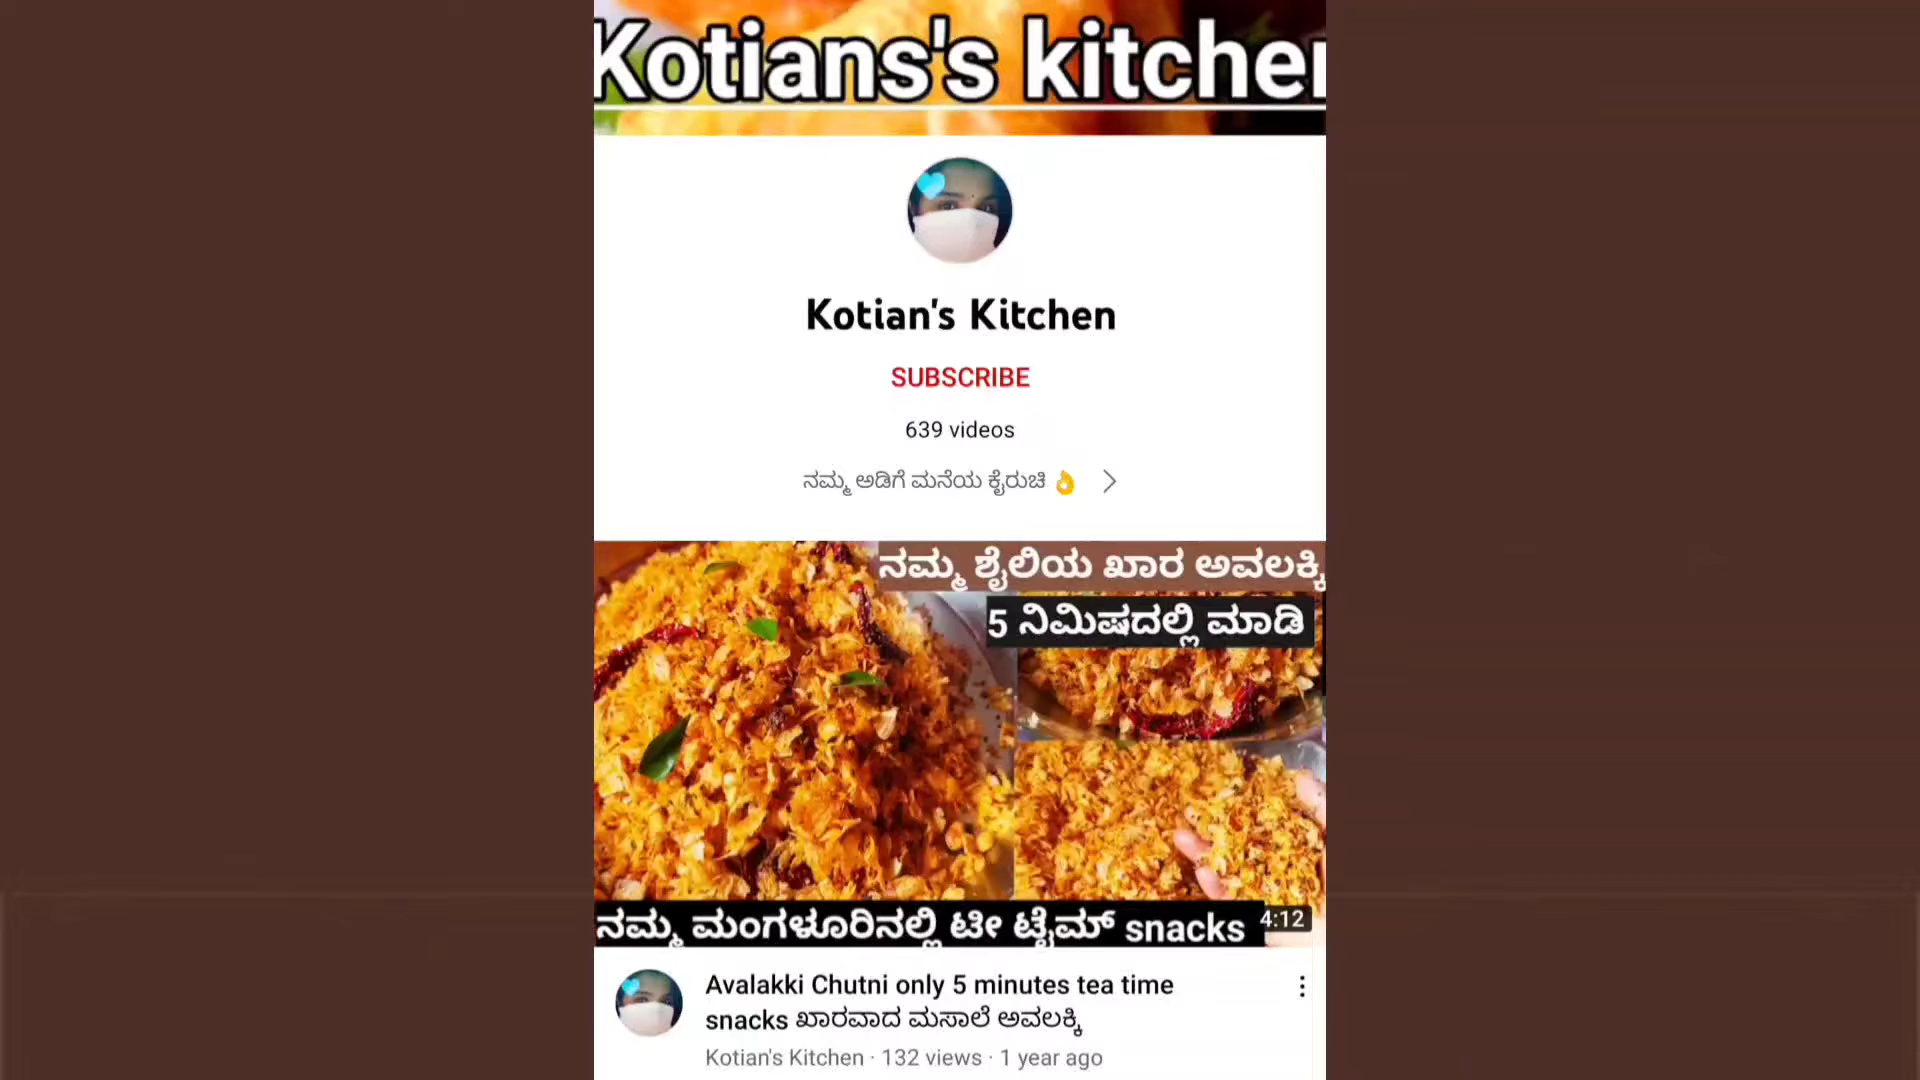 Kotians's kitchen
Kotian's Kitchen
SUBSCRIBE
639 videos
ನಮ್ಮ ಅಡಿಗೆ ಮನೆಯ ಕೈರುಚಿ 👌
ನಮ್ಮ ಶೈಲಿಯ ಖಾರ ಅವಲಕ್ಕಿ
5 ನಿಮಿಷದಲ್ಲಿ ಮಾಡಿ
ನಮ್ಮ ಮಂಗಳೂರಿನಲ್ಲಿ ಟೀ ಟೈಮ್ snacks
4:12
Avalakki Chutni only 5 minutes tea time
snacks ಖಾರವಾದ ಮಸಾಲೆ ಅವಲಕ್ಕಿ
Kotian's Kitchen · 132 views · 1 year ago